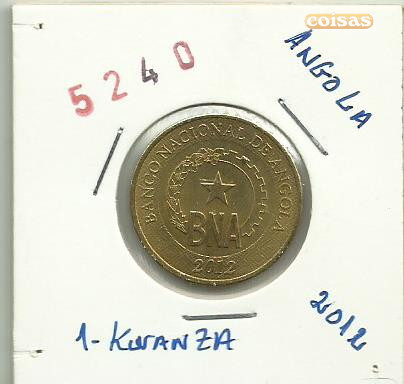 coisas
5240
ANGOLA
BANCO NACIONAL DE ANGOLA
BNA
2012
2012
1-KWANZA